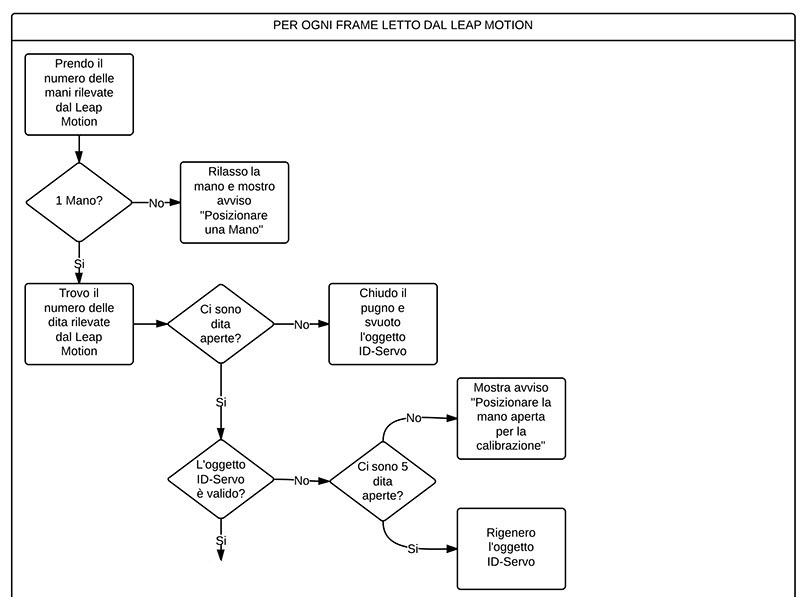 PER OGNI FRAME LETTO DAL LEAP MOTION
Prendo il
numero delle
mani rilevate
dal Leap
Motion
1 Mano?
No
Rilasso la
mano e mostro
avviso
"Posizionare
una Mano"
Si
Trovo il
numero delle
dita rilevate
dal Leap
Motion
Ci sono
dita
aperte?
No
Chiudo il
pugno e
svuoto
l'oggetto
ID-Servo
Si
L'oggetto
ID-Servo
è valido?
No
Ci sono 5
dita
aperte?
No
Mostra avviso
"Posizionare la
mano aperta
per la
calibrazione"
Si
Rigenero
l'oggetto
ID-Servo
Si